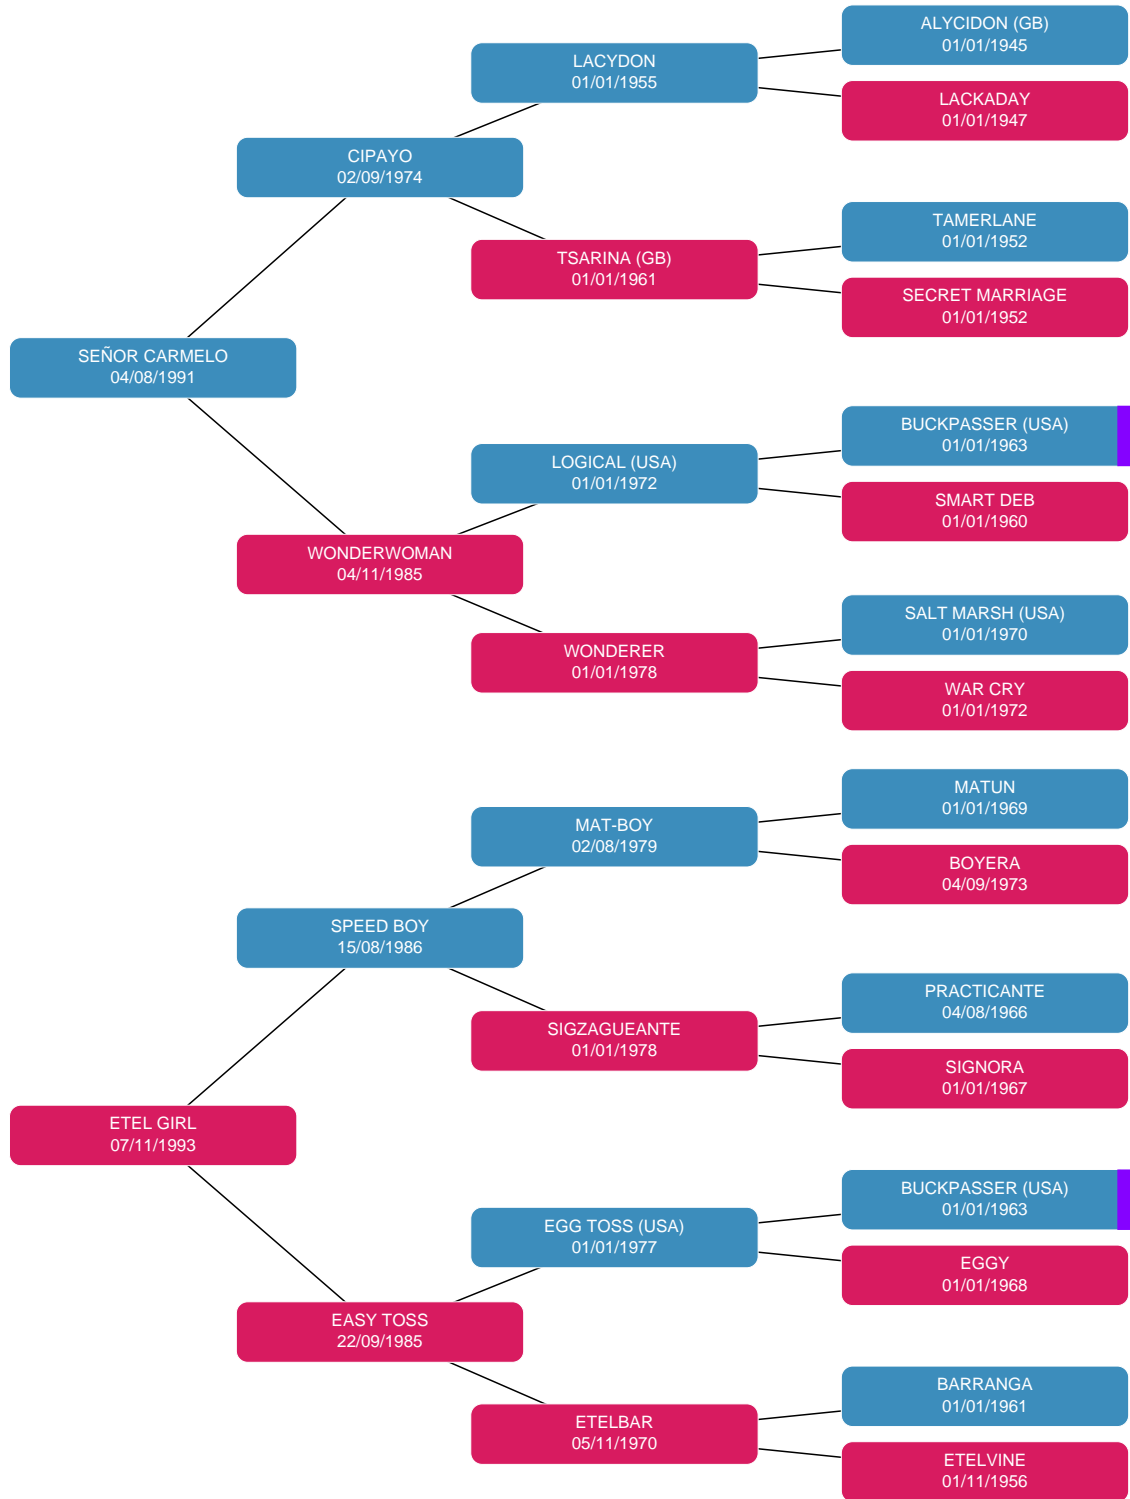 ALYCIDON (GB)
01/01/1945
LACYDON
01/01/1955
LACKADAY
01/01/1947
CIPAYO
02/09/1974
TAMERLANE
01/01/1952
TSARINA (GB)
01/01/1961
SECRET MARRIAGE
01/01/1952
SEÑOR CARMELO
04/08/1991
BUCKPASSER (USA)
01/01/1963
LOGICAL (USA)
01/01/1972
SMART DEB
01/01/1960
WONDERWOMAN
04/11/1985
SALT MARSH (USA)
01/01/1970
WONDERER
01/01/1978
WAR CRY
01/01/1972
MATUN
01/01/1969
MAT-BOY
02/08/1979
BOYERA
04/09/1973
SPEED BOY
15/08/1986
PRACTICANTE
04/08/1966
SIGZAGUEANTE
01/01/1978
SIGNORA
01/01/1967
ETEL GIRL
07/11/1993
BUCKPASSER (USA)
01/01/1963
EGG TOSS (USA)
01/01/1977
EGGY
01/01/1968
EASY TOSS
22/09/1985
BARRANGA
01/01/1961
ETELBAR
05/11/1970
ETELVINE
01/11/1956